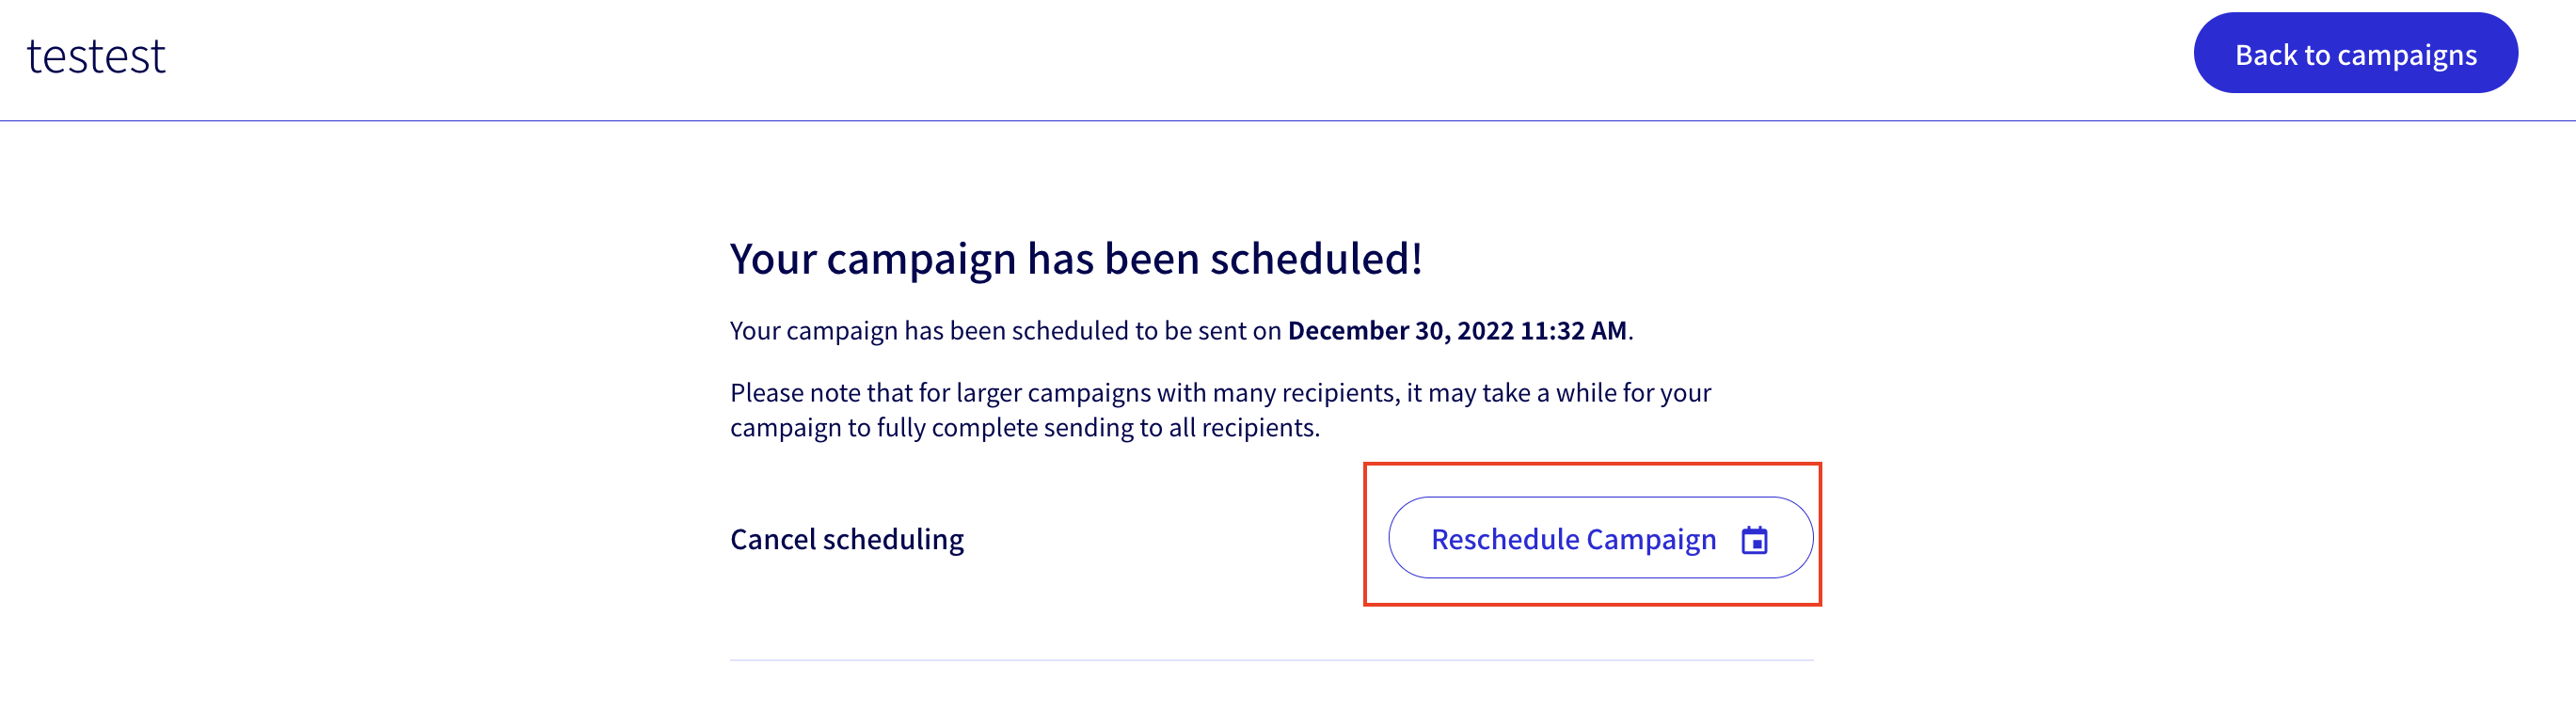 testest
Back to campaigns
Your campaign has been scheduled!
Your campaign has been scheduled to be sent on December 30, 2022 11:32 AM.
Please note that for larger campaigns with many recipients, it may take a while for your
campaign to fully complete sending to all recipients.
Cancel scheduling
Reschedule Campaign